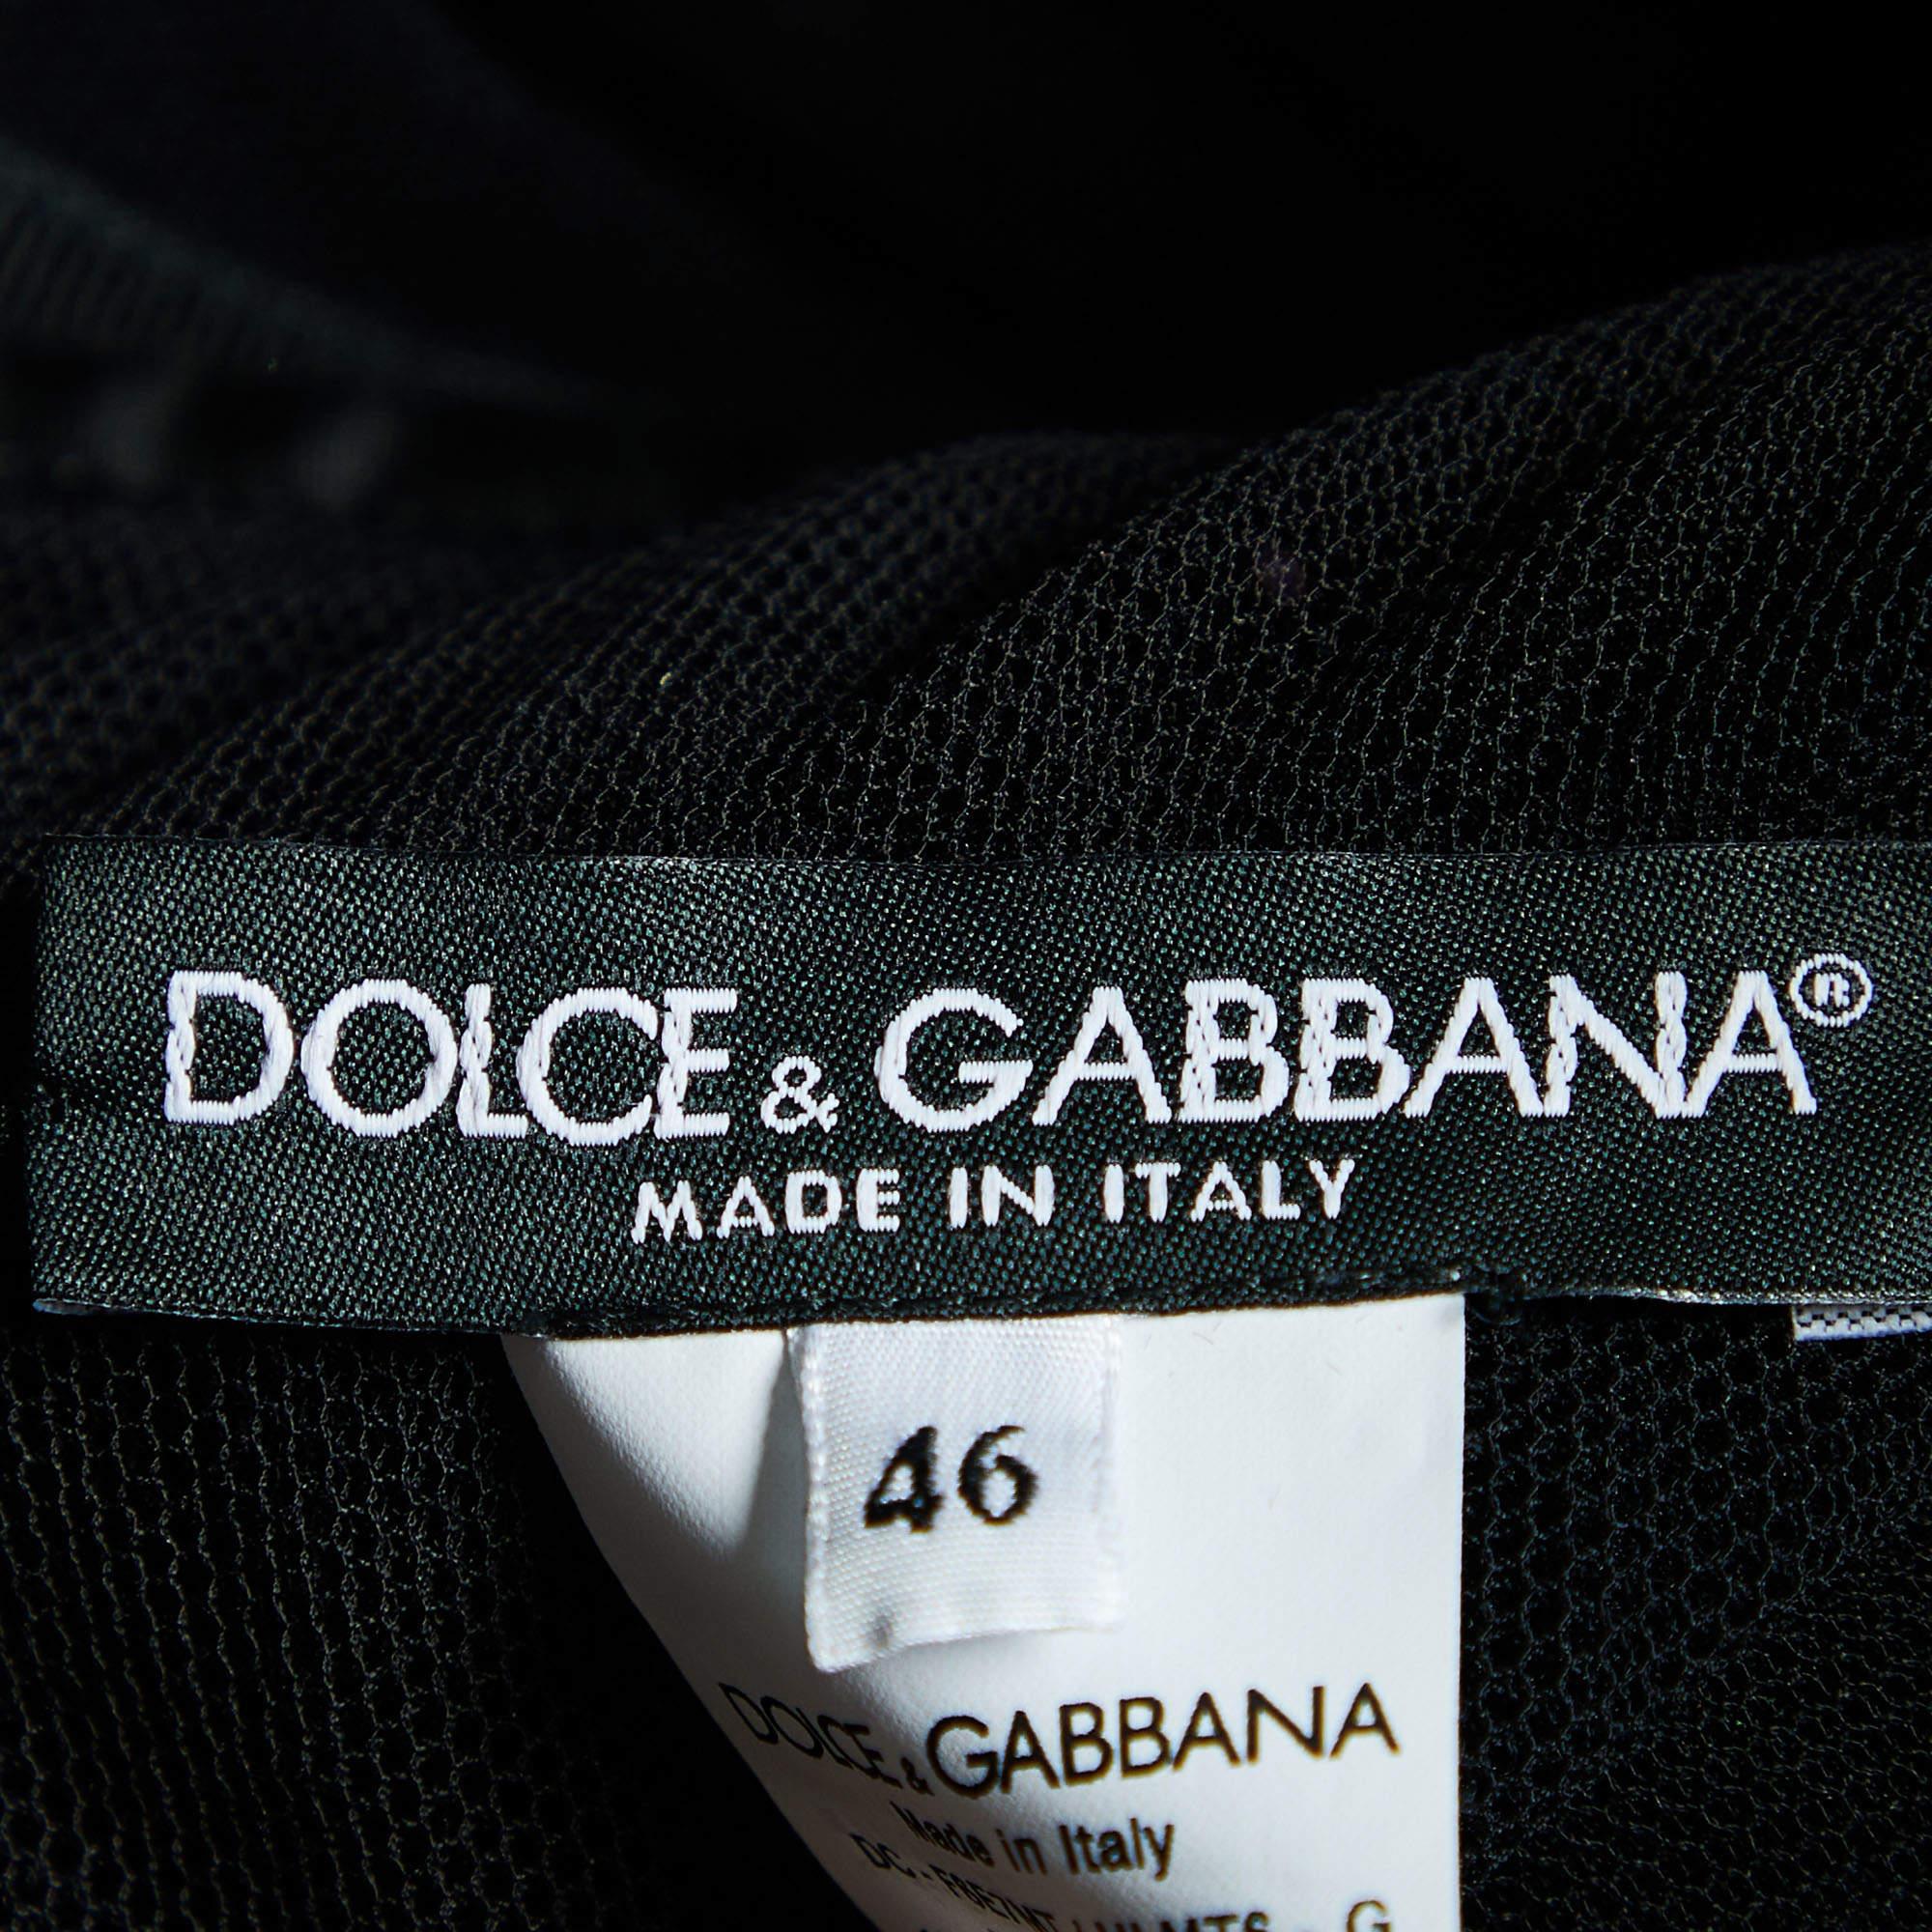 DOLCE & GABBANA®
MADE IN ITALY
46
DOLCE & GABBANA
Made in Italy
G